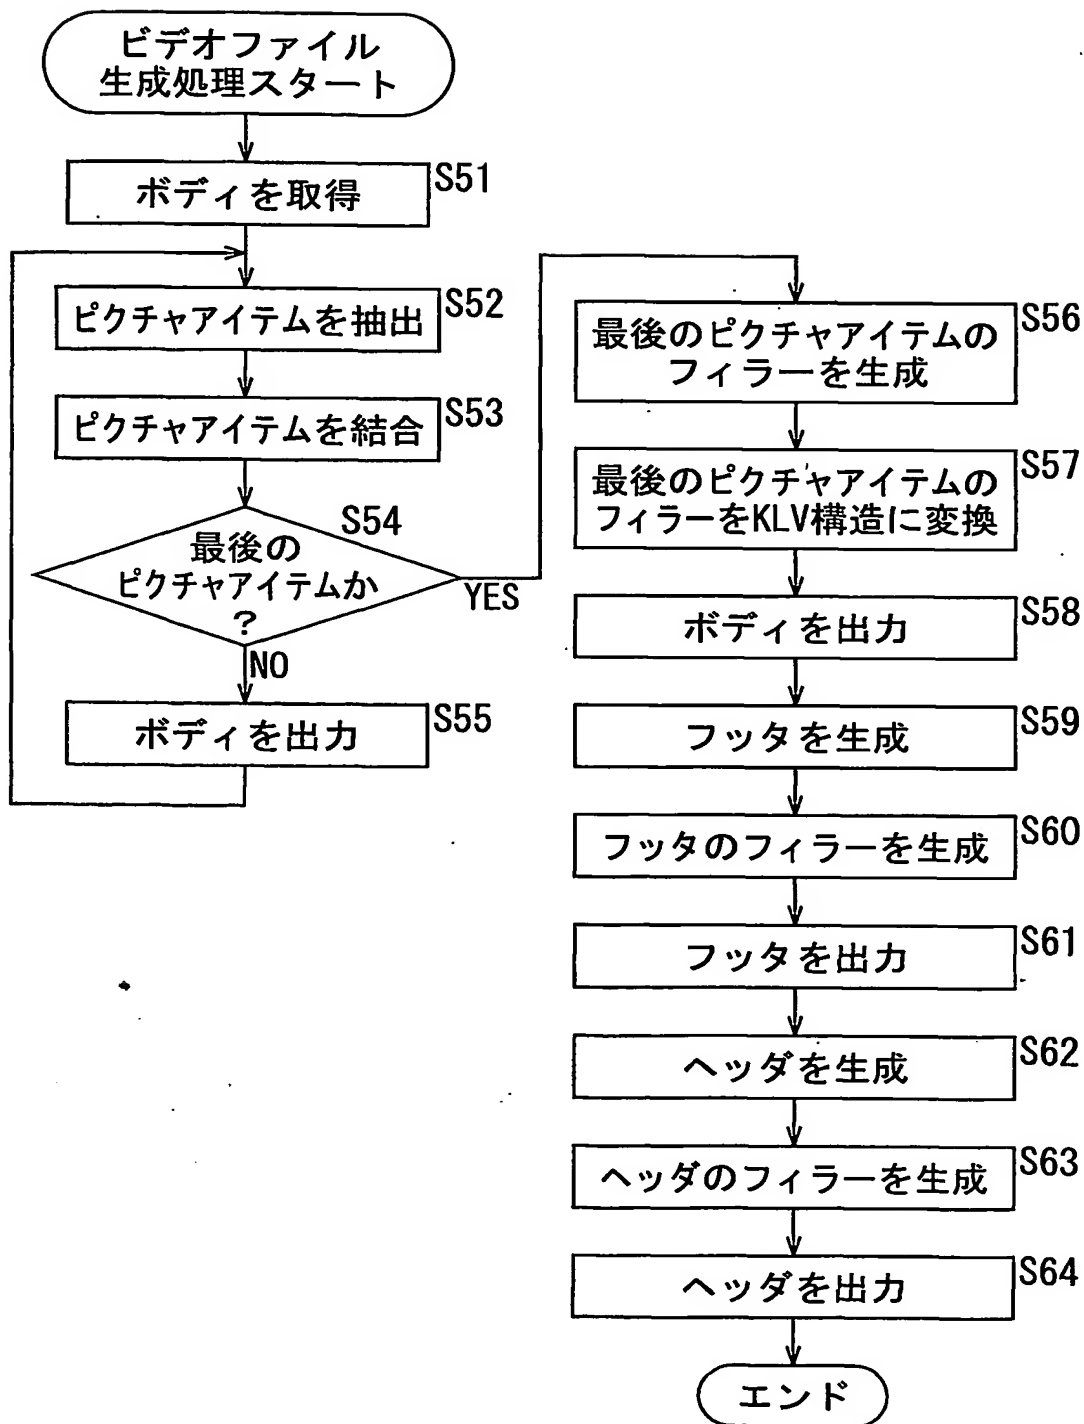 ビデオファイル
生成処理スタート
ボディを取得
S51
ピクチャアイテムを抽出
S52
ピクチャアイテムを結合
S53
S54
最後の
ピクチャアイテムか
?
YES
NO
ボディを出力
S55
最後のピクチャアイテムの
フィラーを生成
S56
最後のピクチャアイテムの
フィラーをKLV構造に変換
S57
ボディを出力
S58
フッタを生成
S59
フッタのフィラーを生成
S60
フッタを出力
S61
ヘッダを生成
S62
ヘッダのフィラーを生成
S63
ヘッダを出力
S64
エンド